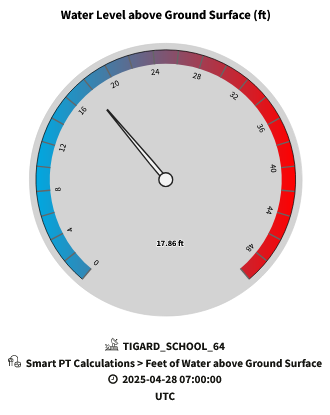 Water Level above Ground Surface (ft)
0
4
8
12
16
20
24
28
32
36
40
44
48
17.86 ft
TIGARD_SCHOOL_64
Smart PT Calculations > Feet of Water above Ground Surface
2025-04-28 07:00:00
UTC